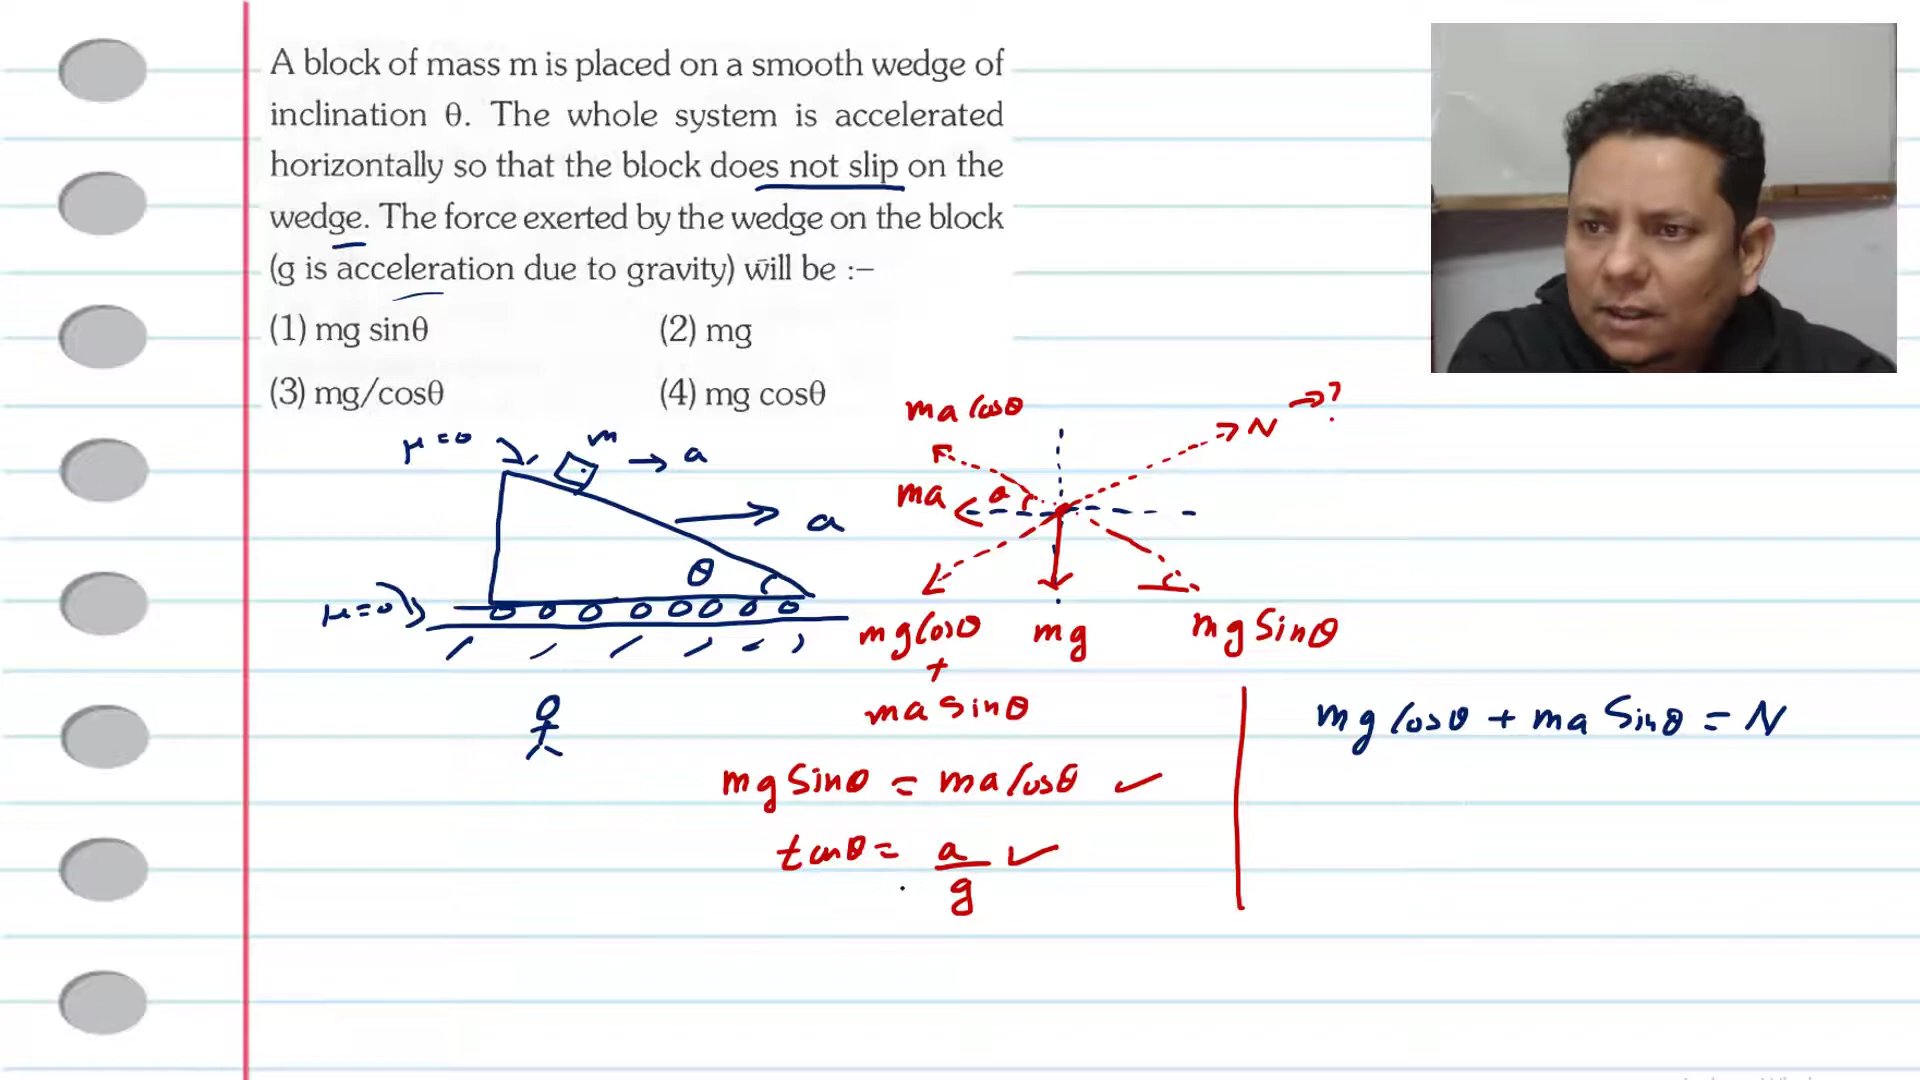 A block of mass m is placed on a smooth wedge of
inclination θ. The whole system is accelerated
horizontally so that the block does not slip on the
wedge. The force exerted by the wedge on the block
(g is acceleration due to gravity) will be :–
(1) mg sinθ (2) mg
(3) mg/cosθ (4) mg cosθ
μ=0 m → a
a
θ
μ=0
ma cosθ
N → ?
ma θ
mg cosθ mg mg sinθ
+
ma sinθ
mg sinθ = ma cosθ ✓
tanθ = a/g ✓
mg cosθ + ma sinθ = N